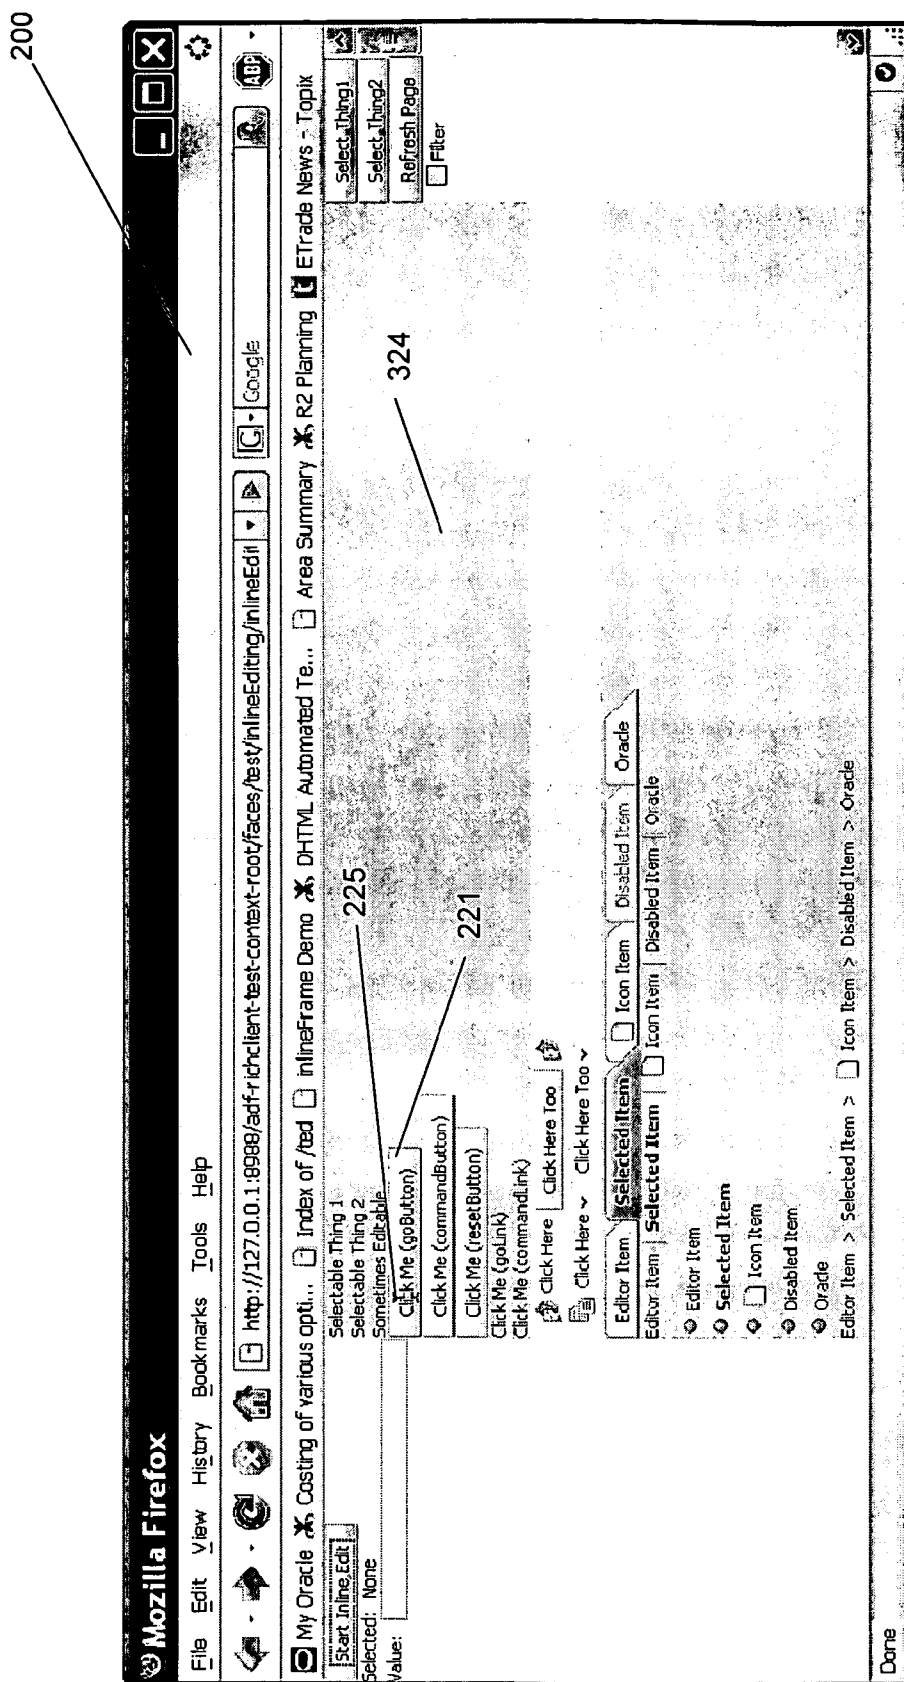 200
Mozilla Firefox
File Edit View History Bookmarks Tools Help
http://127.0.0.1:8988/adf-richclient-test-context-root/faces/test/inlineEditing/inlineEdit
G Google
ABP
My Oracle Costing of various opti... Index of /ted inlineFrame Demo DHTML Automated Te... Area Summary R2 Planning t ETrade News - Topix
Start Inline Edit
Selected: None
Value:
Selectable Thing 1
Selectable Thing 2
Sometimes Editable
Click Me (goButton)
Click Me (commandButton)
Click Me (resetButton)
Click Me (goLink)
Click Me (commandLink)
Click Here Click Here Too
Click Here Click Here Too
225
221
324
Editor Item Selected Item Icon Item Disabled Item Oracle
Editor Item Selected Item Icon Item Disabled Item Oracle
Editor Item
Selected Item
Icon Item
Disabled Item
Oracle
Editor Item > Selected Item > Icon Item > Disabled Item > Oracle
Select Thing1
Select Thing2
Refresh Page
Filter
Done